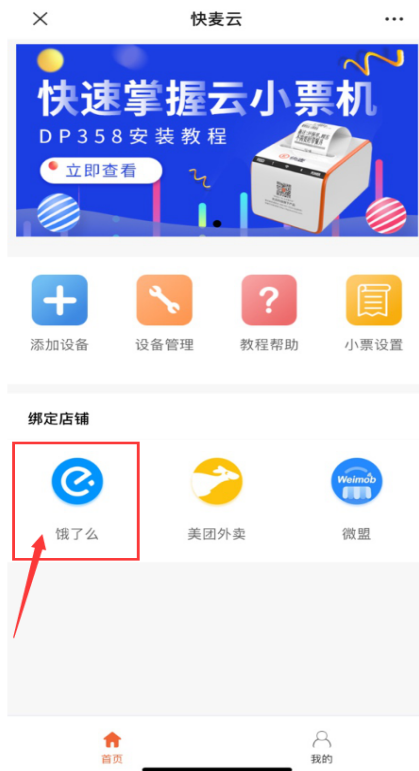 快麦云
快速掌握云小票机
DP358安装教程
立即查看
添加设备
设备管理
教程帮助
小票设置
绑定店铺
Weimob
饿了么
美团外卖
微盟
首页
我的